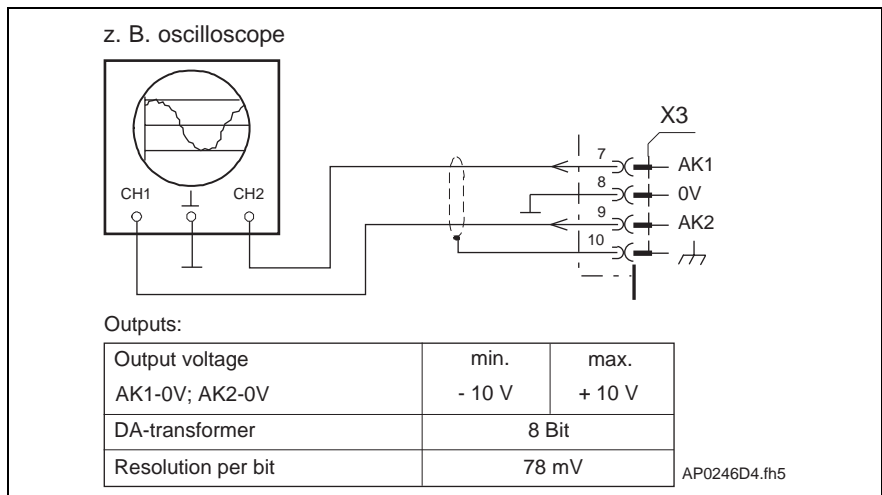 z. B. oscilloscope
X3
7
AK1
8
0V
CH1
CH2
9
AK2
10
Outputs:
Output voltage min. max.
AK1-0V; AK2-0V - 10 V + 10 V
DA-transformer 8 Bit
Resolution per bit 78 mV
AP0246D4.fh5